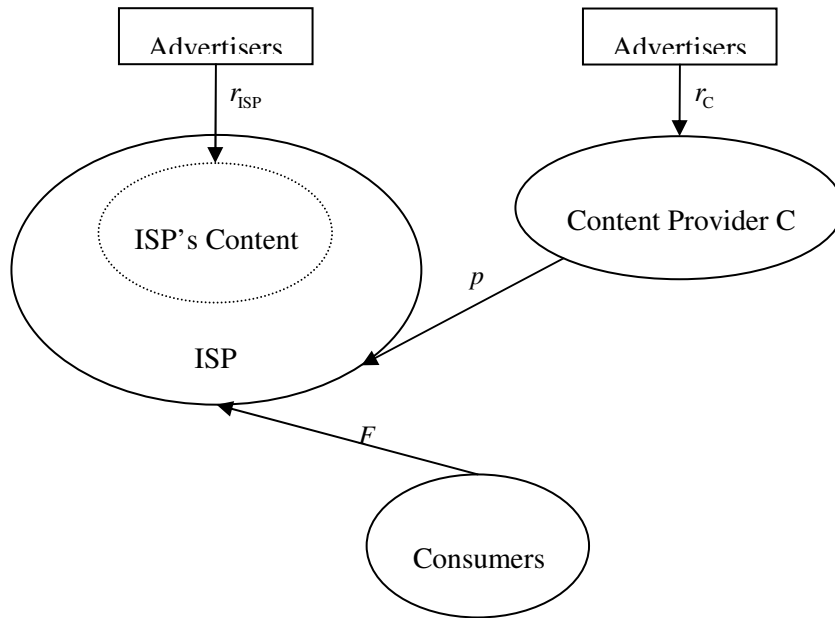 Advertisers
Advertisers
r_ISP
r_C
ISP's Content
Content Provider C
p
ISP
F
Consumers